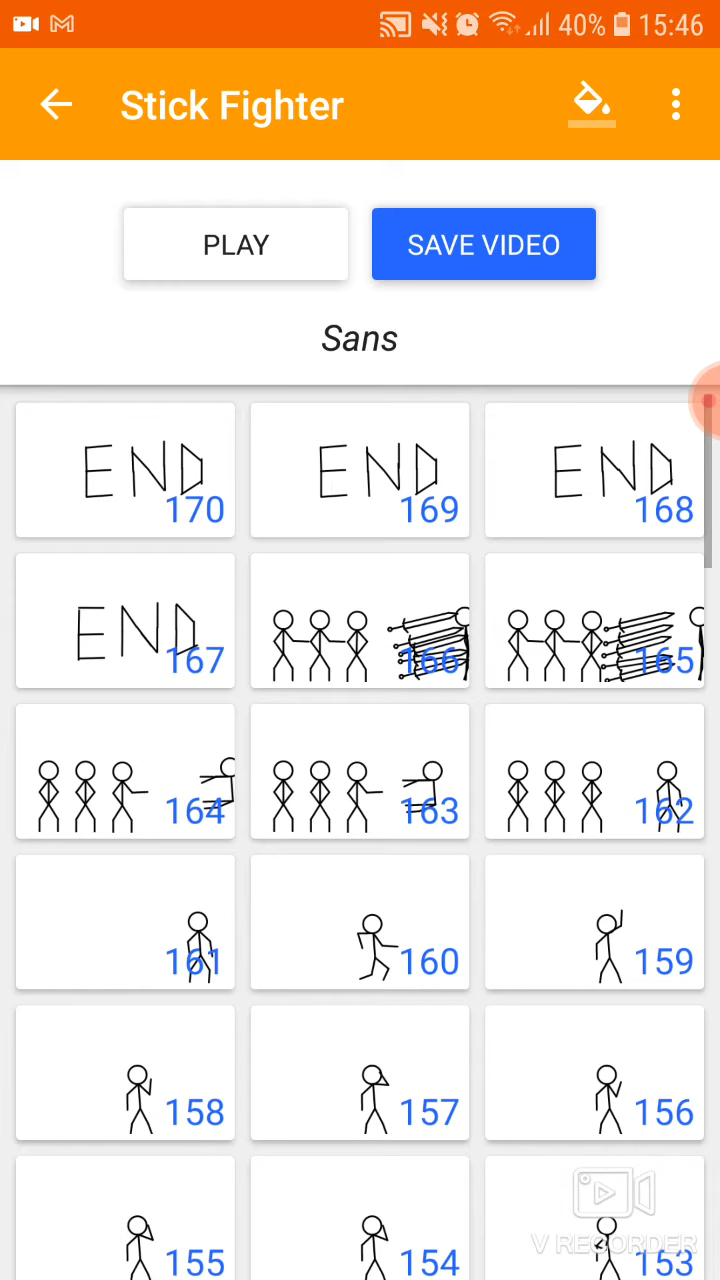 40% 15:46
Stick Fighter
PLAY SAVE VIDEO
Sans
END END END
170 169 168
END
167 166 165
164 163 162
161 160 159
158 157 156
155 154 153
V RECORDER